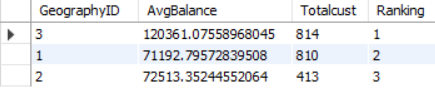 GeographyID AvgBalance Totalcust Ranking
3 120361.07558968045 814 1
1 71192.79572839508 810 2
2 72513.35244552064 413 3